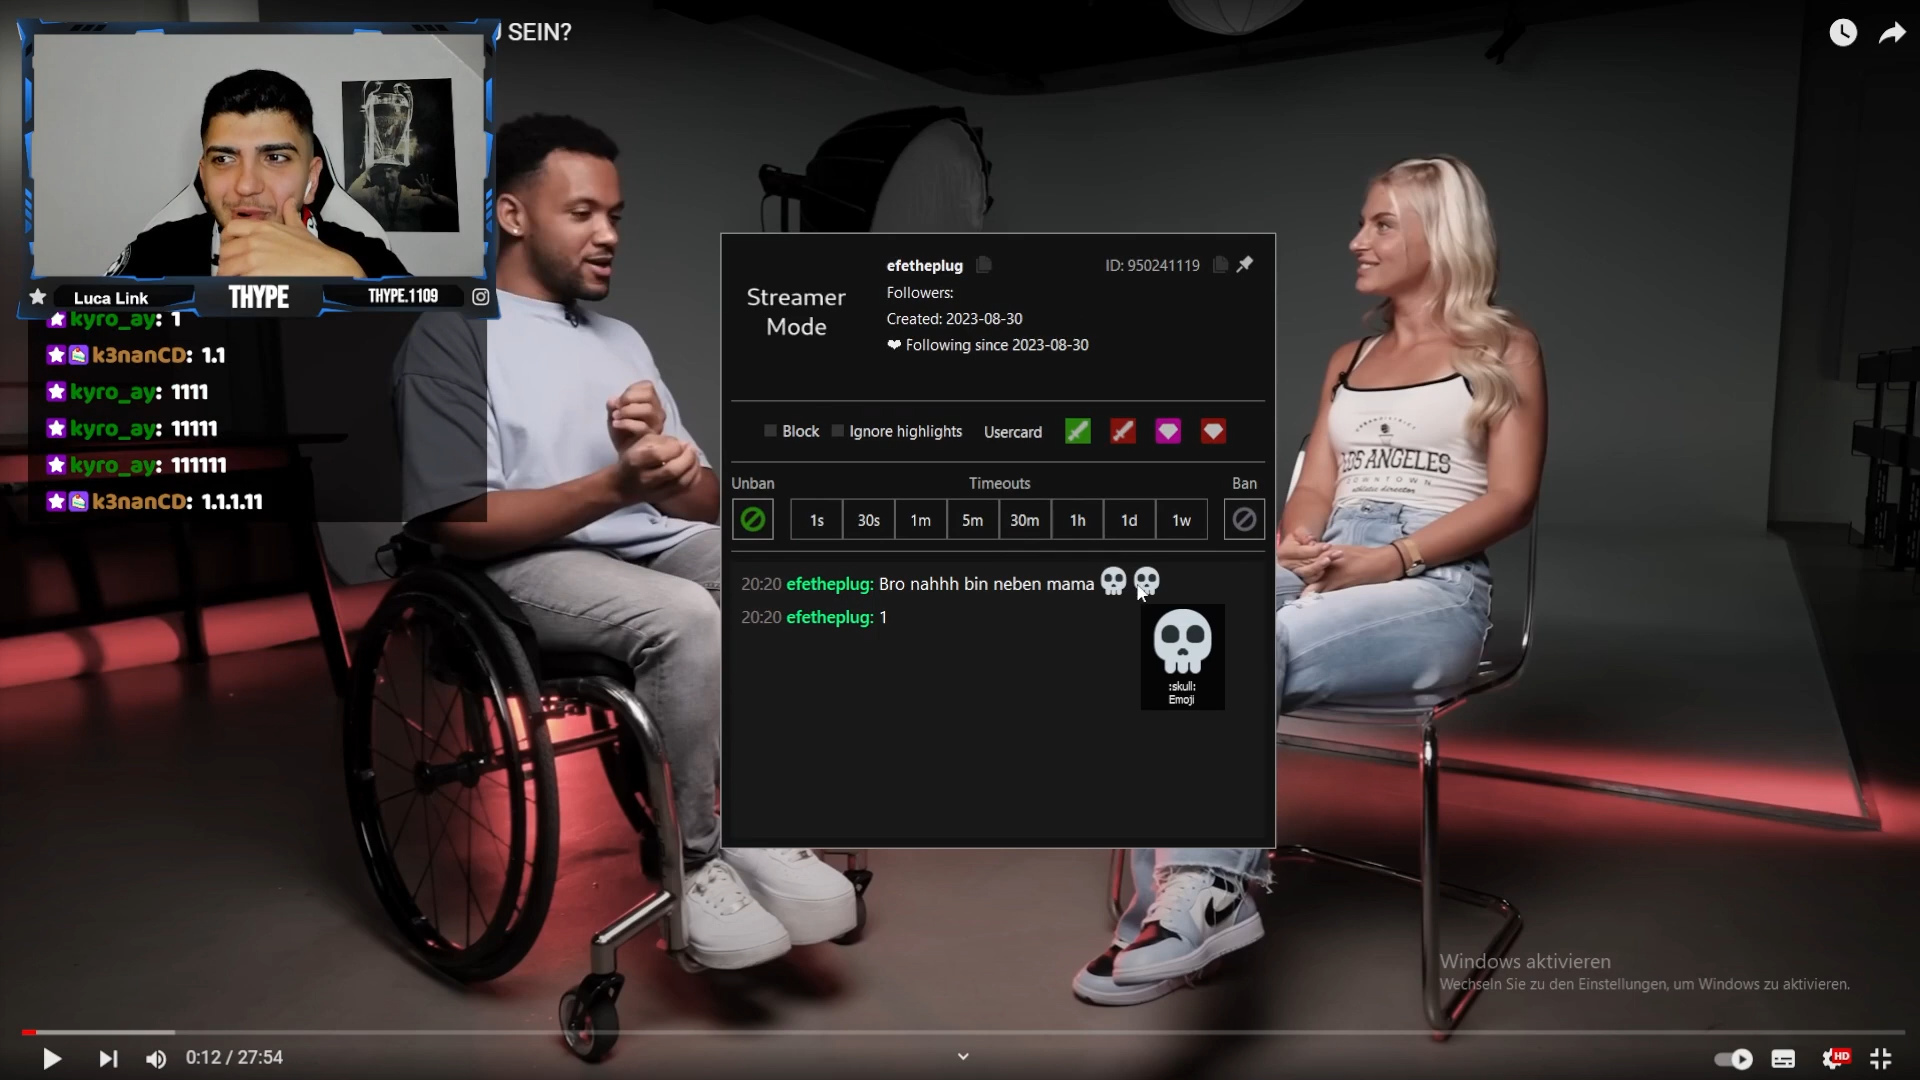 SEIN?
Luca Link
THYPE
THYPE.1109
kyro_ay: 1
k3nanCD: 1.1
kyro_ay: 1111
kyro_ay: 11111
kyro_ay: 111111
k3nanCD: 1.1.1.11
Streamer
Mode
efetheplug
ID: 950241119
Followers:
Created: 2023-08-30
❤ Following since 2023-08-30
Block
Ignore highlights
Usercard
Unban
Timeouts
Ban
1s 30s 1m 5m 30m 1h 1d 1w
20:20 efetheplug: Bro nahhh bin neben mama 💀 💀
20:20 efetheplug: 1
:skull:
Emoji
LOS ANGELES
DOWNTOWN
athletic director
Windows aktivieren
Wechseln Sie zu den Einstellungen, um Windows zu aktivieren.
0:12 / 27:54
HD